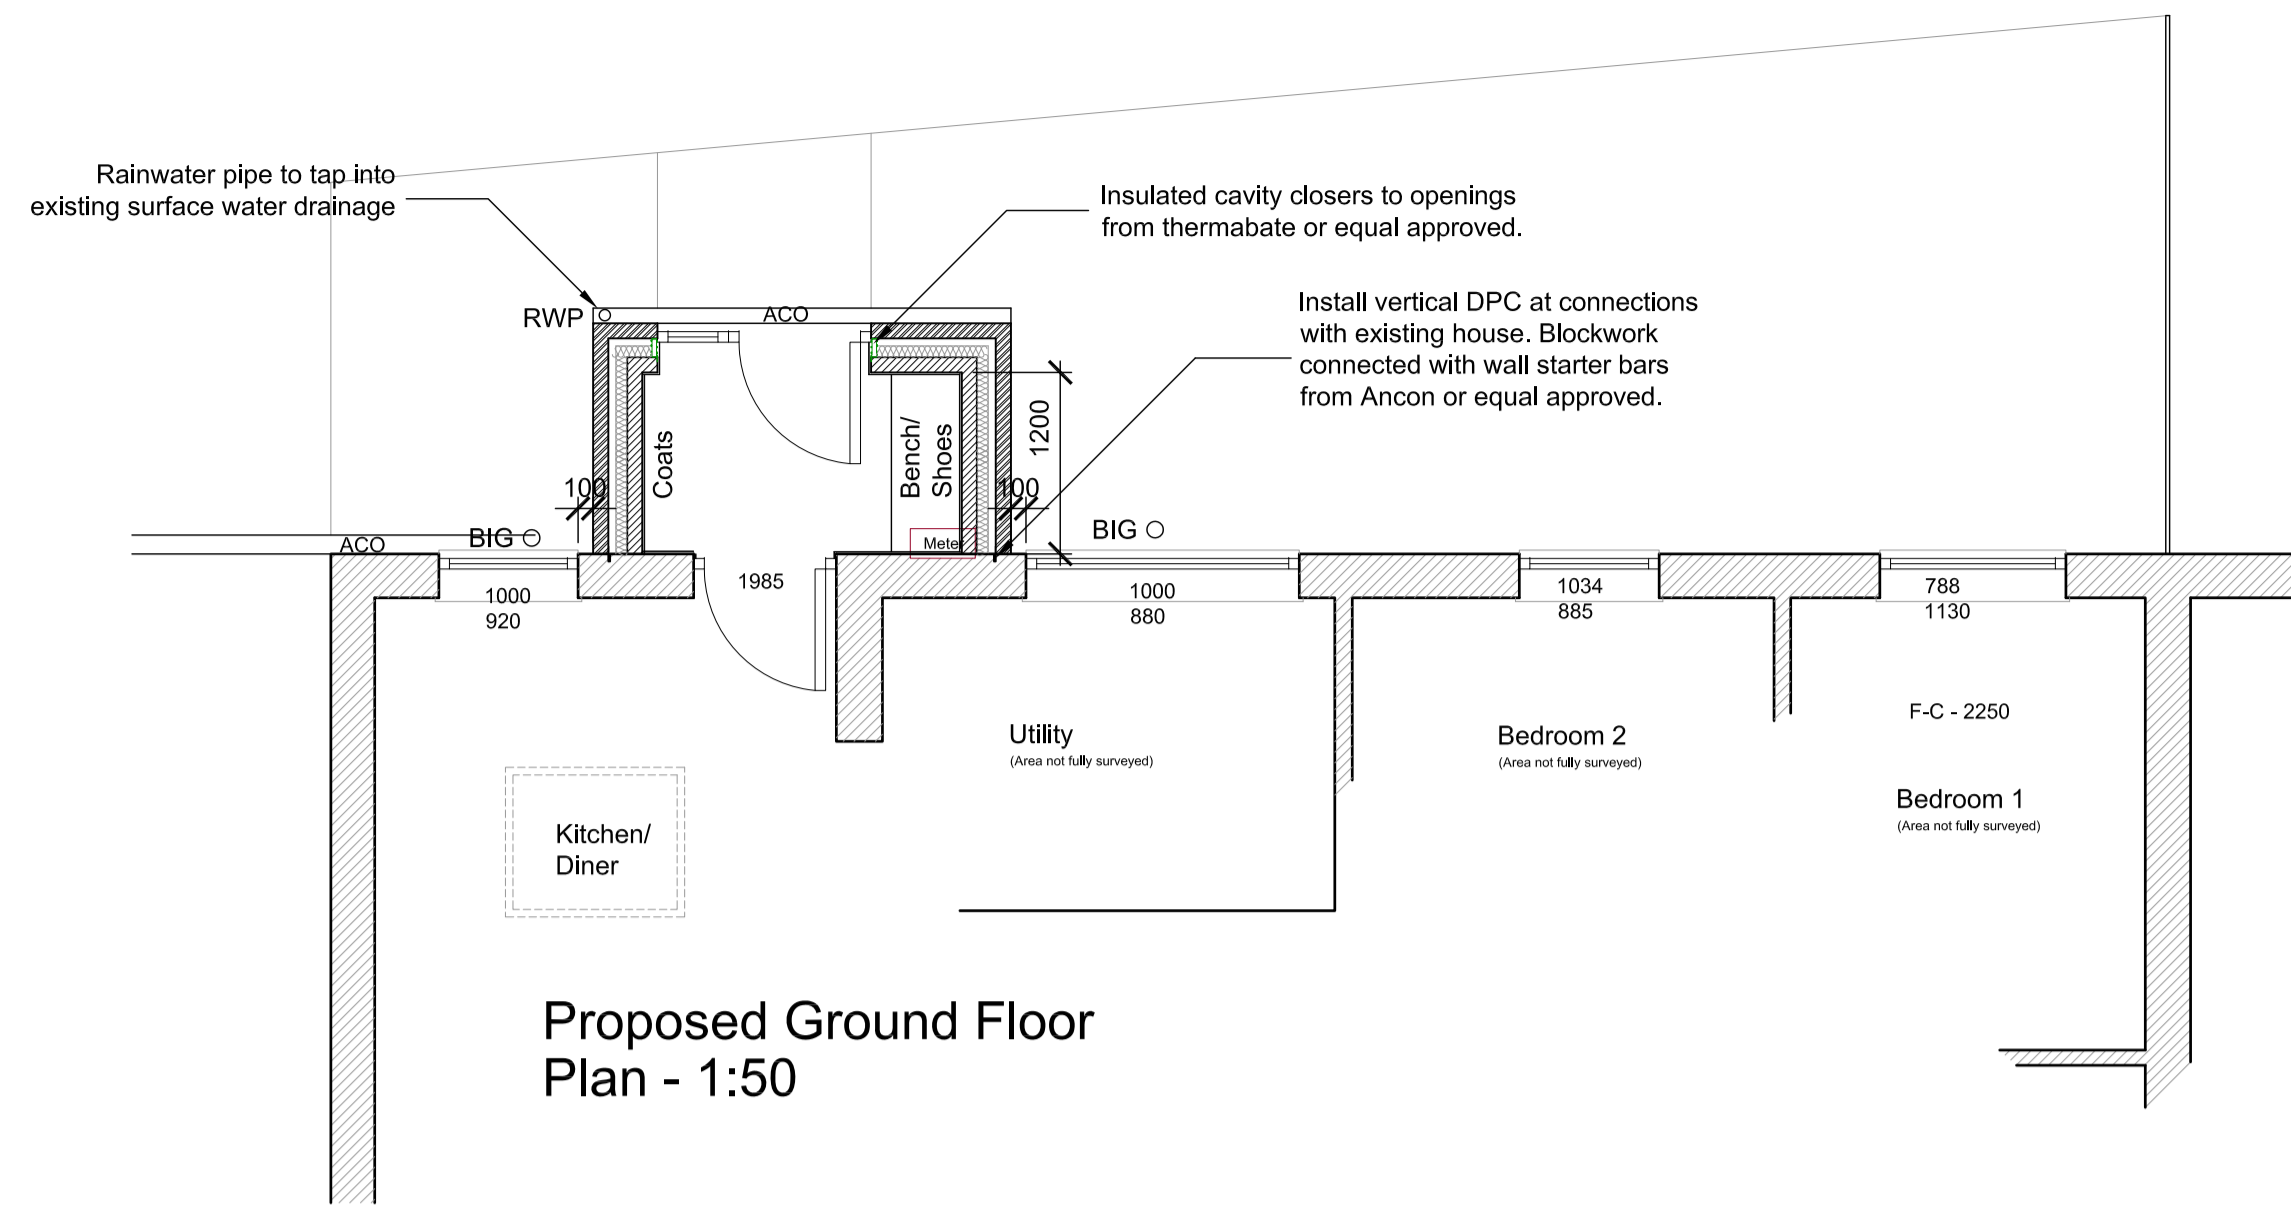 Rainwater pipe to tap into
existing surface water drainage
Insulated cavity closers to openings
from thermabate or equal approved.
Install vertical DPC at connections
with existing house. Blockwork
connected with wall starter bars
from Ancon or equal approved.
RWP
ACO
Coats
Bench/
Shoes
1200
100
100
BIG
BIG
ACO
Meter
1985
1000
920
1000
880
1034
885
788
1130
F-C - 2250
Utility
(Area not fully surveyed)
Bedroom 2
(Area not fully surveyed)
Bedroom 1
(Area not fully surveyed)
Kitchen/
Diner
Proposed Ground Floor
Plan - 1:50